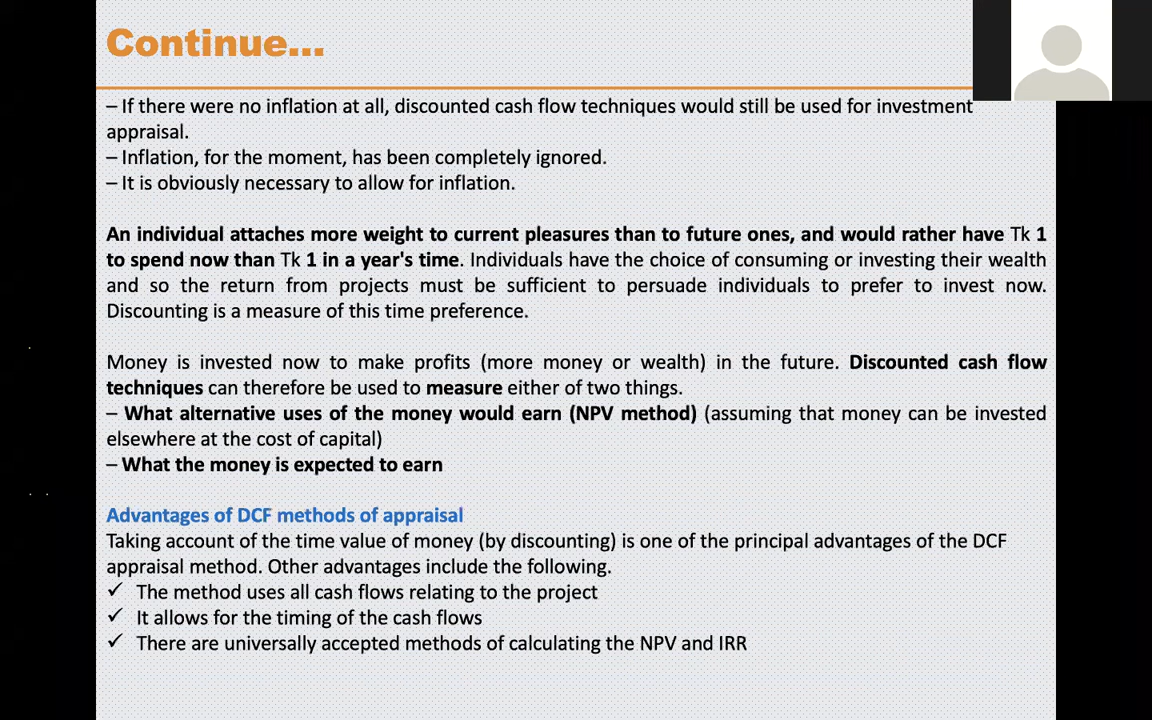 Continue...
– If there were no inflation at all, discounted cash flow techniques would still be used for investment
appraisal.
– Inflation, for the moment, has been completely ignored.
– It is obviously necessary to allow for inflation.
An individual attaches more weight to current pleasures than to future ones, and would rather have Tk 1
to spend now than Tk 1 in a year's time. Individuals have the choice of consuming or investing their wealth
and so the return from projects must be sufficient to persuade individuals to prefer to invest now.
Discounting is a measure of this time preference.
Money is invested now to make profits (more money or wealth) in the future. Discounted cash flow
techniques can therefore be used to measure either of two things.
– What alternative uses of the money would earn (NPV method) (assuming that money can be invested
elsewhere at the cost of capital)
– What the money is expected to earn
Advantages of DCF methods of appraisal
Taking account of the time value of money (by discounting) is one of the principal advantages of the DCF
appraisal method. Other advantages include the following.
✓ The method uses all cash flows relating to the project
✓ It allows for the timing of the cash flows
✓ There are universally accepted methods of calculating the NPV and IRR